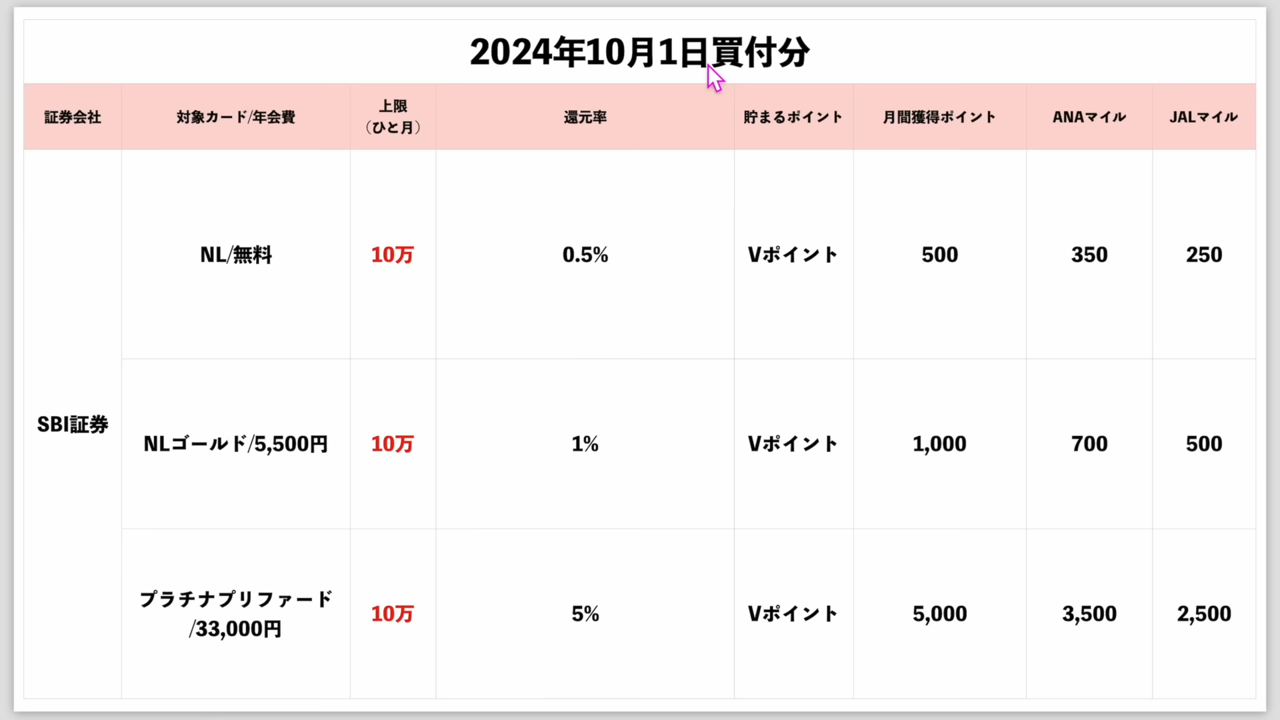 2024年10月1日買付分
証券会社
対象カード/年会費
上限
（ひと月）
還元率
貯まるポイント
月間獲得ポイント
ANAマイル
JALマイル
SBI証券
NL/無料
10万
0.5%
Vポイント
500
350
250
NLゴールド/5,500円
10万
1%
Vポイント
1,000
700
500
プラチナプリファード
/33,000円
10万
5%
Vポイント
5,000
3,500
2,500